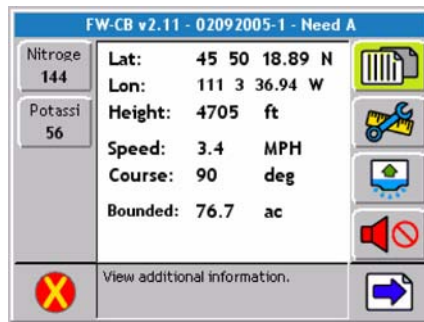 FW-CB v2.11 - 02092005-1 - Need A
Nitroge
144
Potassi
56
Lat: 45 50 18.89 N
Lon: 111 3 36.94 W
Height: 4705 ft
Speed: 3.4 MPH
Course: 90 deg
Bounded: 76.7 ac
View additional information.